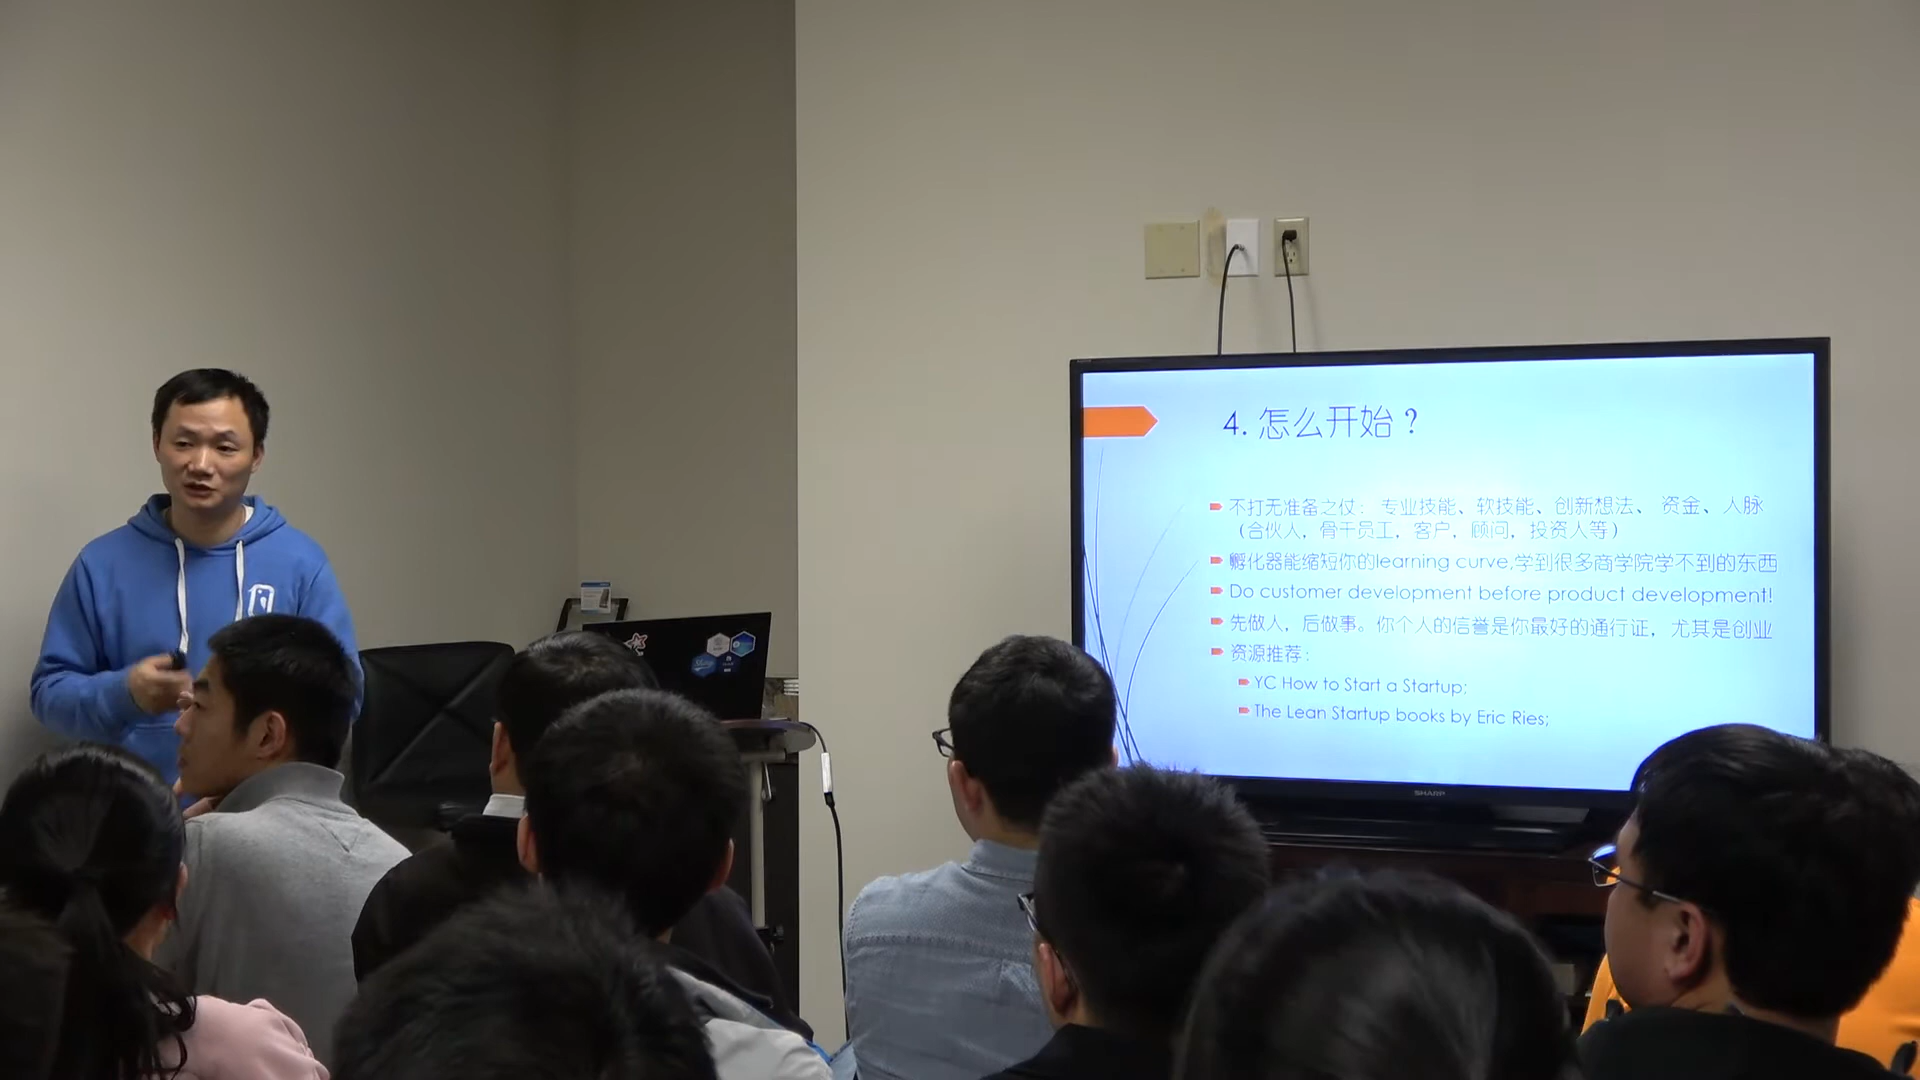 4. 怎么开始？
不打无准备之仗： 专业技能、软技能、创新想法、 资金、人脉
（合伙人，骨干员工，客户，顾问，投资人等）
孵化器能缩短你的learning curve,学到很多商学院学不到的东西
Do customer development before product development!
先做人，后做事。你个人的信誉是你最好的通行证，尤其是创业
资源推荐：
YC How to Start a Startup;
The Lean Startup books by Eric Ries;
SHARP